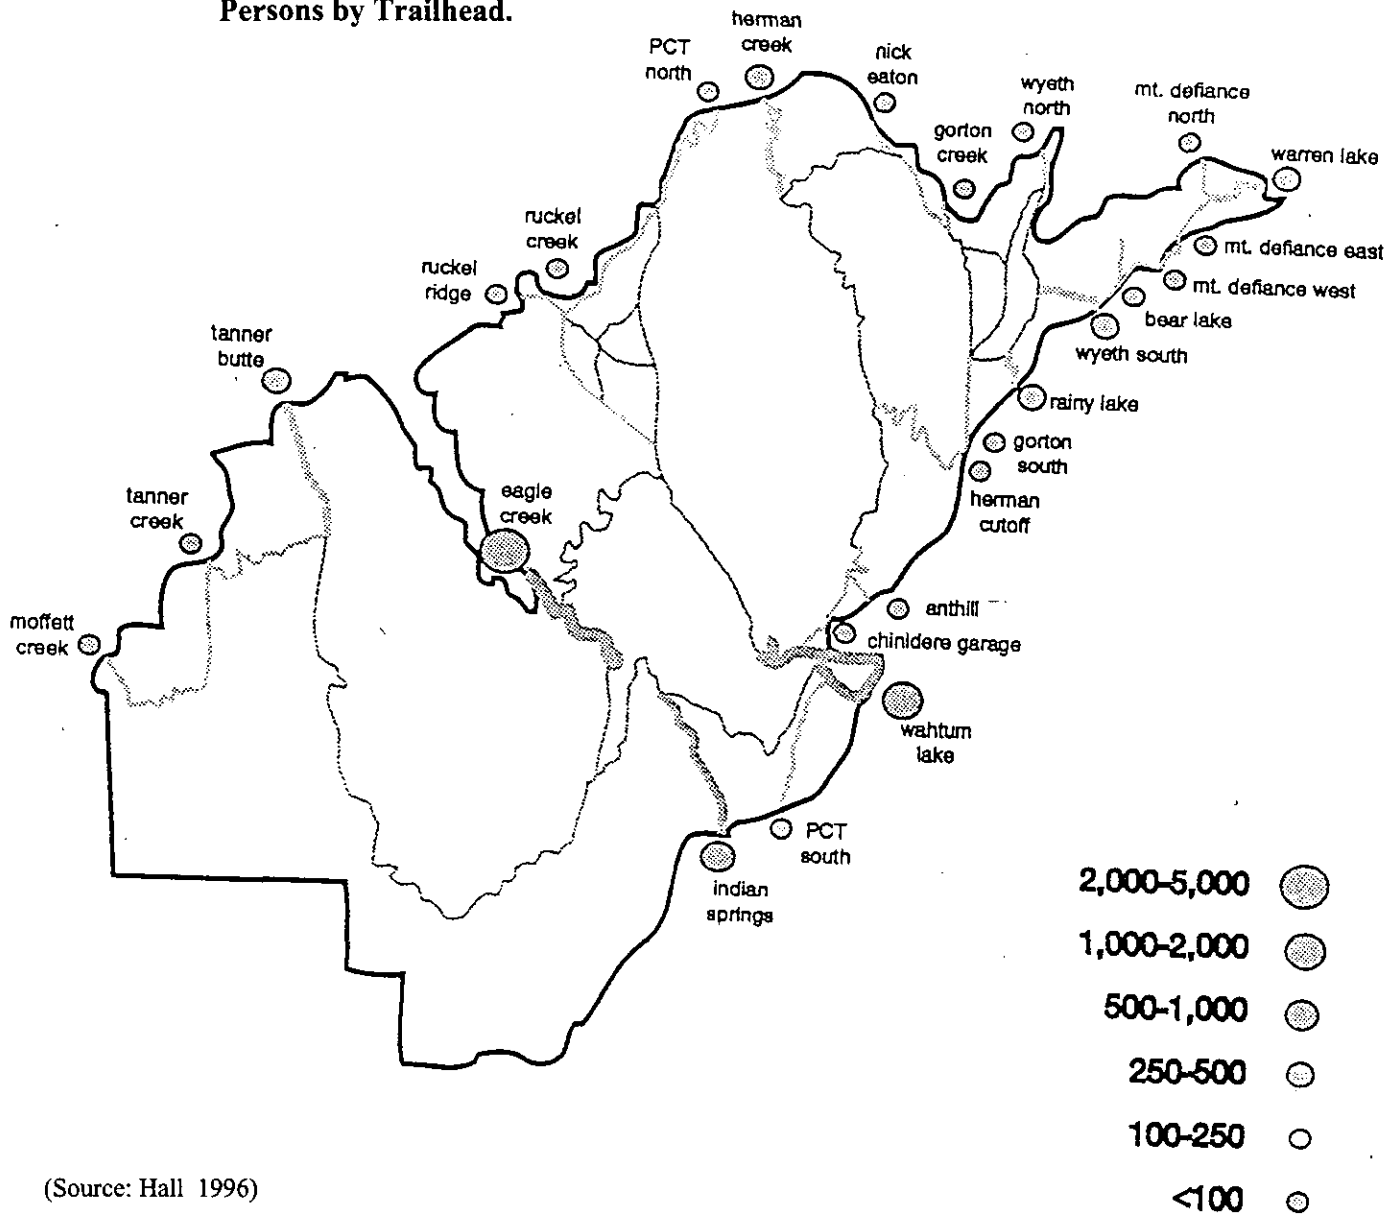 Persons by Trailhead.
herman
creek
PCT
north
nick
eaton
wyeth
north
mt. defiance
north
gorton
creek
warren lake
ruckel
creek
mt. defiance east
ruckel
ridge
mt. defiance west
bear lake
tanner
butte
wyeth south
rainy lake
gorton
south
tanner
creek
eagle
creek
herman
cutoff
moffett
creek
anthill
chinidere garage
wahtum
lake
PCT
south
indian
springs
2,000-5,000
1,000-2,000
500-1,000
250-500
100-250
<100
(Source: Hall 1996)